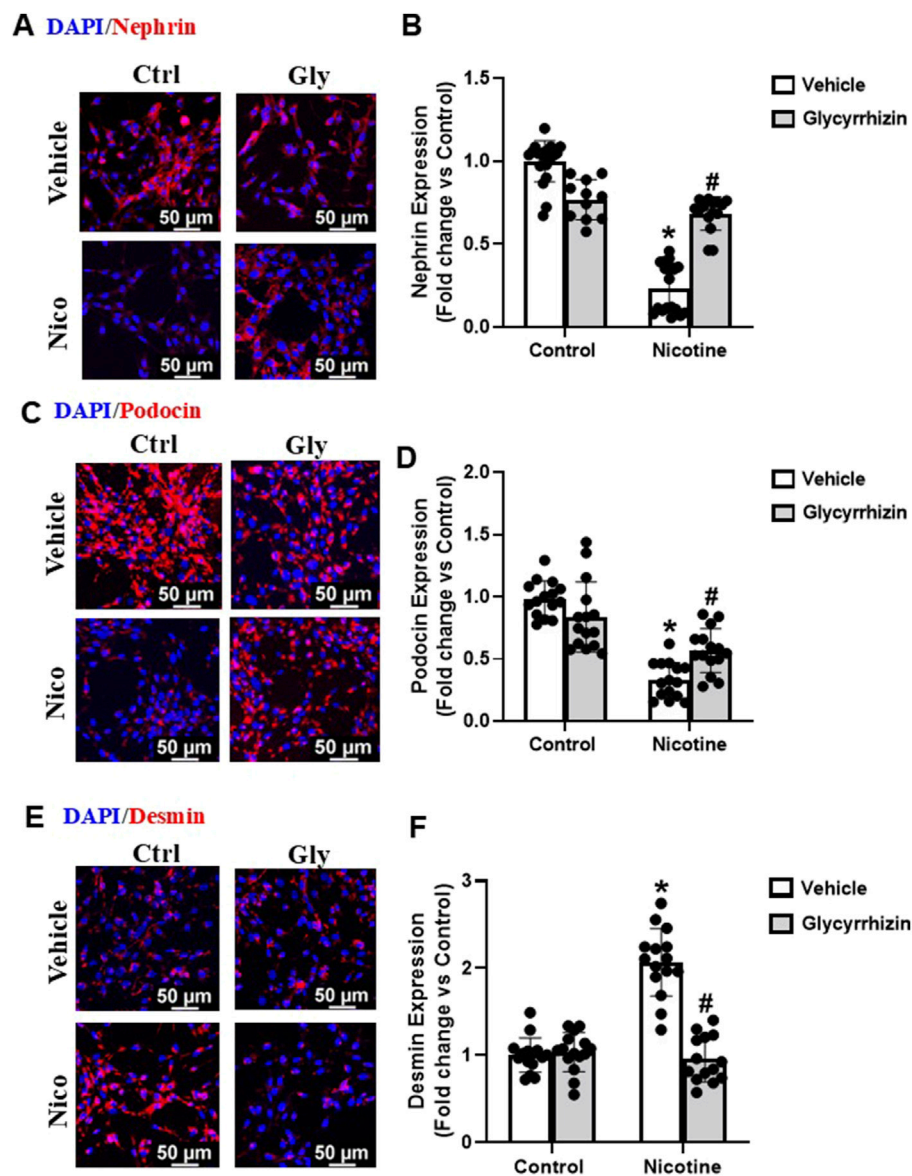 A DAPI/Nephrin
Ctrl Gly
Vehicle
50 µm 50 µm
Nico
50 µm 50 µm
B
Nephrin Expression
(Fold change vs Control)
1.5
1.0
0.5
0.0
* #
Control Nicotine
Vehicle
Glycyrrhizin
C DAPI/Podocin
Ctrl Gly
Vehicle
50 µm 50 µm
Nico
50 µm 50 µm
D
Podocin Expression
(Fold change vs Control)
2.0
1.5
1.0
0.5
0.0
* #
Control Nicotine
Vehicle
Glycyrrhizin
E DAPI/Desmin
Ctrl Gly
Vehicle
50 µm 50 µm
Nico
50 µm 50 µm
F
Desmin Expression
(Fold change vs Control)
3
2
1
0
* #
Control Nicotine
Vehicle
Glycyrrhizin